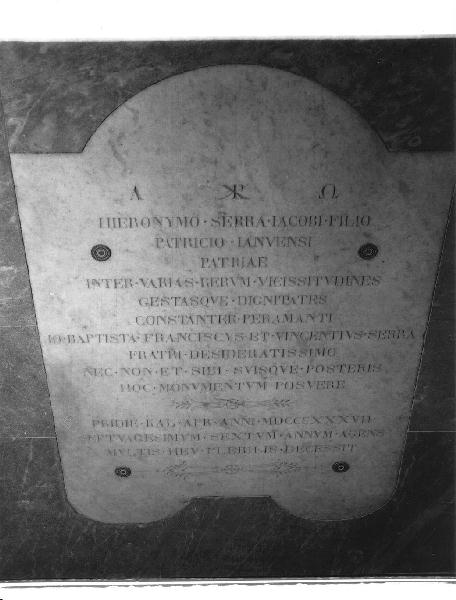 Α ⳩ Ω
HIERONYMO · SERRA · IACOBI · FILIO
PATRICIO · IANVENSI
PATRIAE
INTER · VARIAS · RERVM · VICISSITVDINES
GESTASQVE · DIGNITATES
CONSTANTER · PERAMANTI
IO · BAPTISTA · FRANCISCVS · ET · VINCENTIVS · SERRA
FRATRI · DESIDERATISSIMO
NEC · NON · ET · SIBI · SVISQVE · POSTERIS
HOC · MONVMENTVM · POSVERE
PRIDIE · KAL · APR · ANNI · MDCCCXXXVII
SEPTVAGESIMVM · SEXTVM · ANNVM · AGENS
MVLTIS · HEV · FLEBILIS · DECESSIT